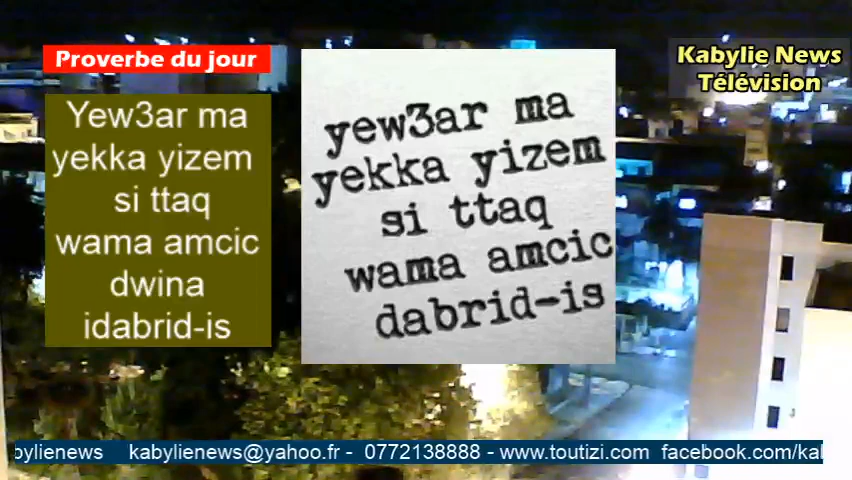 Proverbe du jour
Kabylie News
Télévision
Yew3ar ma
yekka yizem
si ttaq
wama amcic
dwina
idabrid-is
yew3ar ma
yekka yizem
si ttaq
wama amcic
dabrid-is
bylienews kabylienews@yahoo.fr - 0772138888 - www.toutizi.com facebook.com/kal